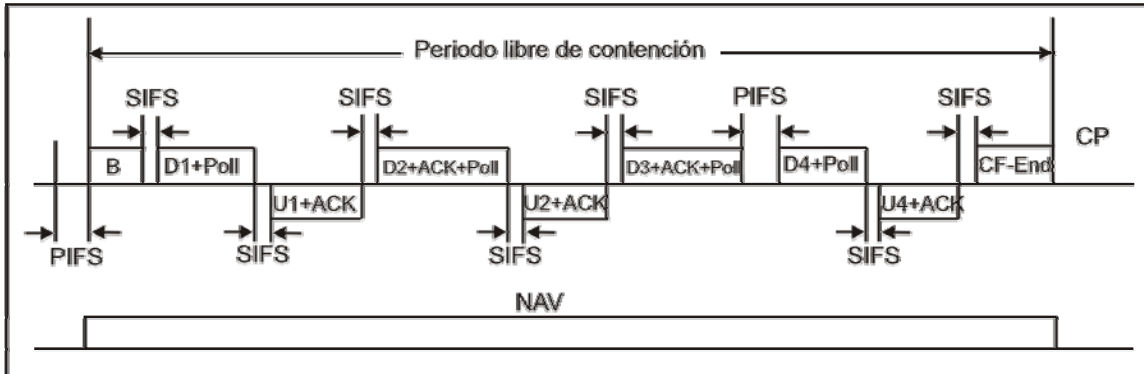 Periodo libre de contención
SIFS SIFS SIFS PIFS SIFS
CP
B D1+Poll D2+ACK+Poll D3+ACK+Poll D4+Poll CF-End
U1+ACK U2+ACK U4+ACK
PIFS SIFS SIFS SIFS
NAV